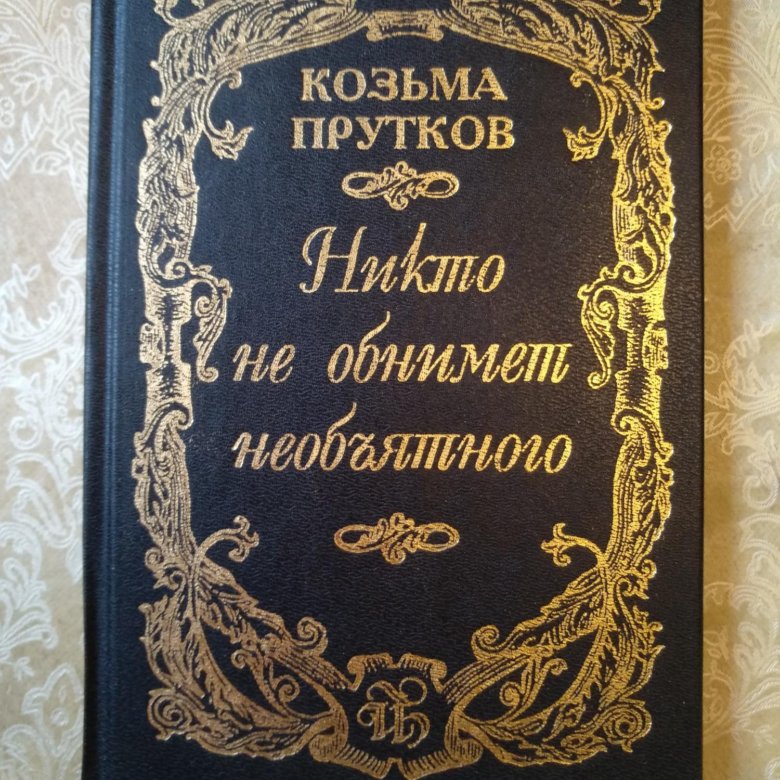 КОЗЬМА
ПРУТКОВ
Никто
не обнимет
необъятного